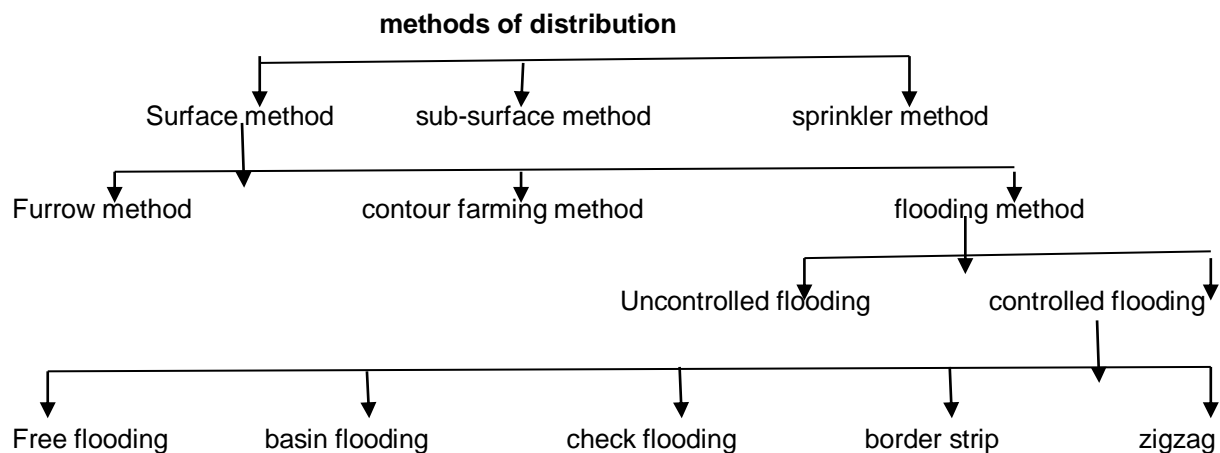 methods of distribution
Surface method sub-surface method sprinkler method
Furrow method contour farming method flooding method
Uncontrolled flooding controlled flooding
Free flooding basin flooding check flooding border strip zigzag